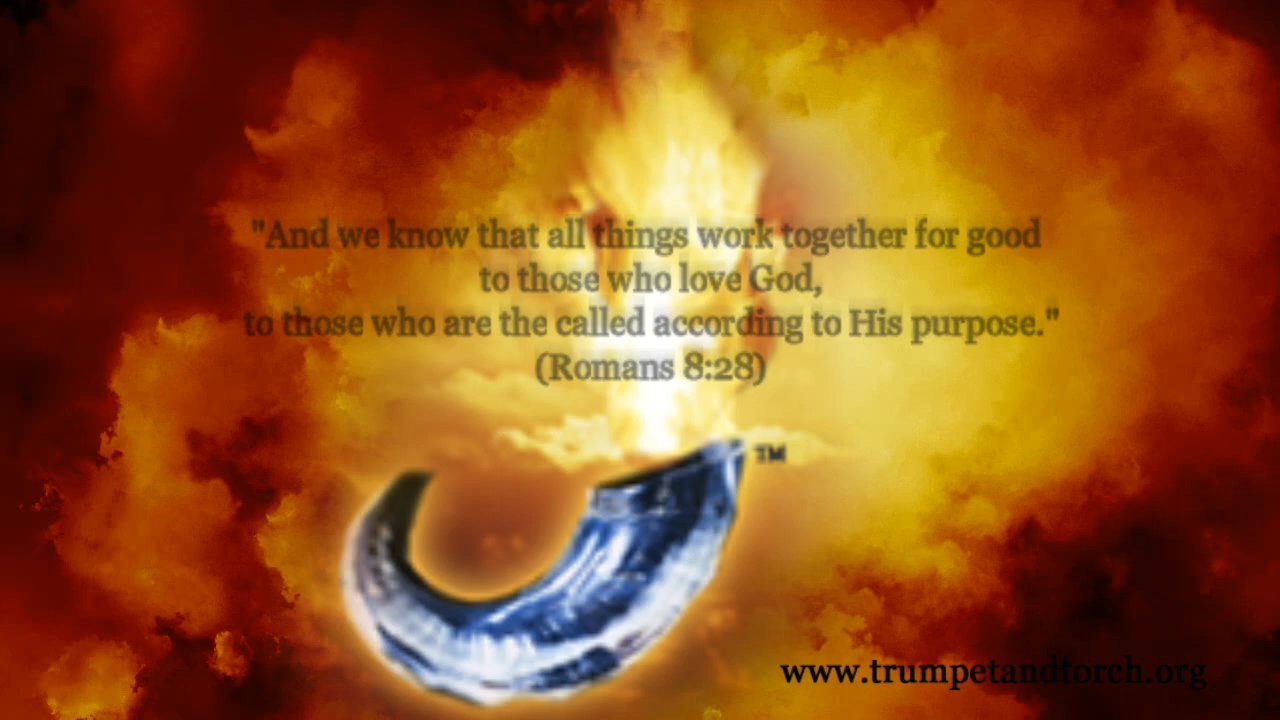 "And we know that all things work together for good
to those who love God,
to those who are the called according to His purpose."
(Romans 8:28)
TM
www.trumpetandtorch.org